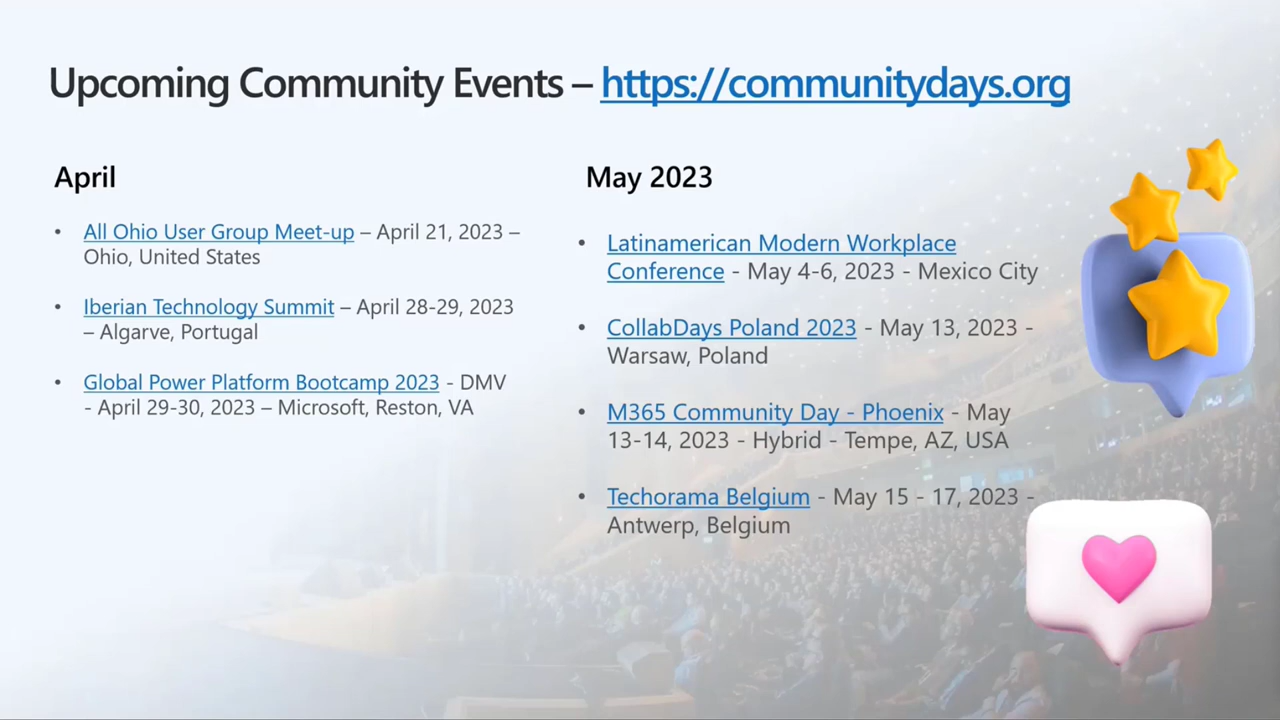 Upcoming Community Events – https://communitydays.org
April
• All Ohio User Group Meet-up – April 21, 2023 –
Ohio, United States
• Iberian Technology Summit – April 28-29, 2023
– Algarve, Portugal
• Global Power Platform Bootcamp 2023 - DMV
- April 29-30, 2023 – Microsoft, Reston, VA
May 2023
• Latinamerican Modern Workplace
Conference - May 4-6, 2023 - Mexico City
• CollabDays Poland 2023 - May 13, 2023 -
Warsaw, Poland
• M365 Community Day - Phoenix - May
13-14, 2023 - Hybrid - Tempe, AZ, USA
• Techorama Belgium - May 15 - 17, 2023 -
Antwerp, Belgium